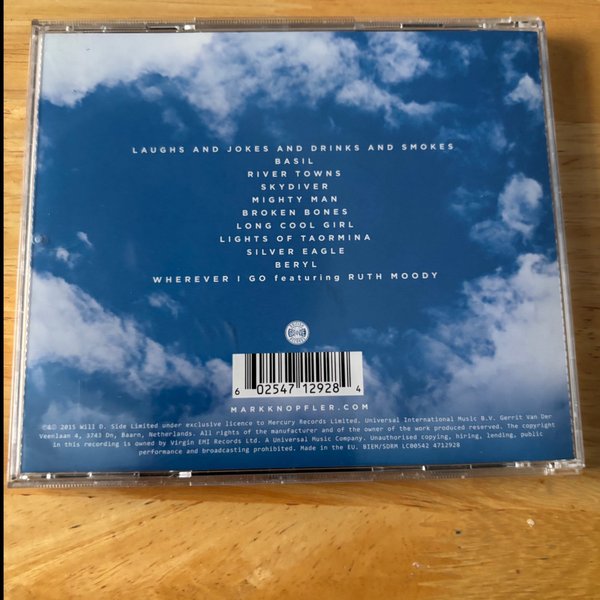 LAUGHS AND JOKES AND DRINKS AND SMOKES
BASIL
RIVER TOWNS
SKYDIVER
MIGHTY MAN
BROKEN BONES
LONG COOL GIRL
LIGHTS OF TAORMINA
SILVER EAGLE
BERYL
WHEREVER I GO featuring RUTH MOODY
6 02547 12928 4
MARKKNOPFLER.COM
℗&© 2015 Will D. Side Limited under exclusive licence to Mercury Records Limited. Universal International Music B.V. Gerrit Van Der
Veenlaan 4, 3743 Dn, Baarn, Netherlands. All rights of the manufacturer and of the owner of the work produced reserved. The copyright
in this recording is owned by Virgin EMI Records Ltd. A Universal Music Company. Unauthorised copying, hiring, lending, public
performance and broadcasting prohibited. Made in the EU. BIEM/SDRM LC00542 4712928